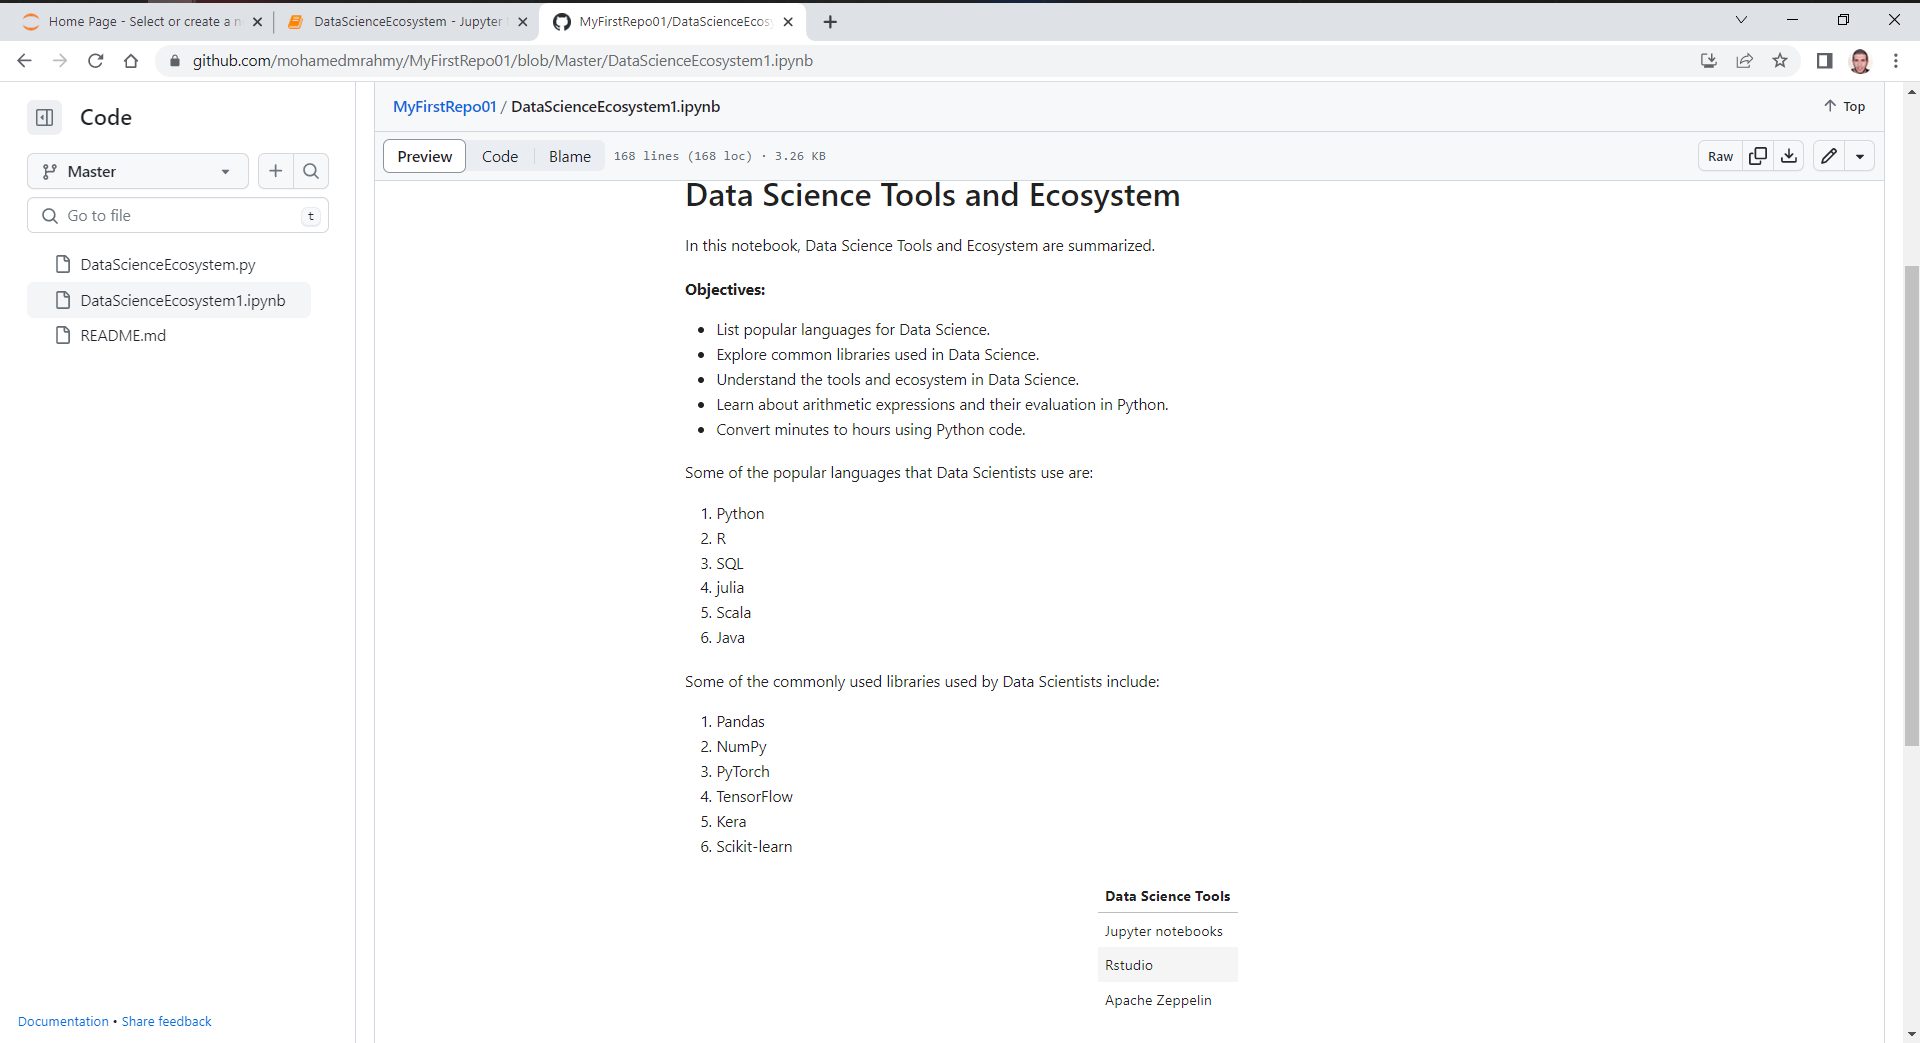 Home Page - Select or create a n
DataScienceEcosystem - Jupyter
MyFirstRepo01/DataScienceEcos
github.com/mohamedmrahmy/MyFirstRepo01/blob/Master/DataScienceEcosystem1.ipynb
Code
Master
Go to file
t
DataScienceEcosystem.py
DataScienceEcosystem1.ipynb
README.md
Documentation • Share feedback
MyFirstRepo01 / DataScienceEcosystem1.ipynb
Top
Preview Code Blame 168 lines (168 loc) · 3.26 KB
Raw
Data Science Tools and Ecosystem
In this notebook, Data Science Tools and Ecosystem are summarized.
Objectives:
• List popular languages for Data Science.
• Explore common libraries used in Data Science.
• Understand the tools and ecosystem in Data Science.
• Learn about arithmetic expressions and their evaluation in Python.
• Convert minutes to hours using Python code.
Some of the popular languages that Data Scientists use are:
1. Python
2. R
3. SQL
4. julia
5. Scala
6. Java
Some of the commonly used libraries used by Data Scientists include:
1. Pandas
2. NumPy
3. PyTorch
4. TensorFlow
5. Kera
6. Scikit-learn
Data Science Tools
Jupyter notebooks
Rstudio
Apache Zeppelin